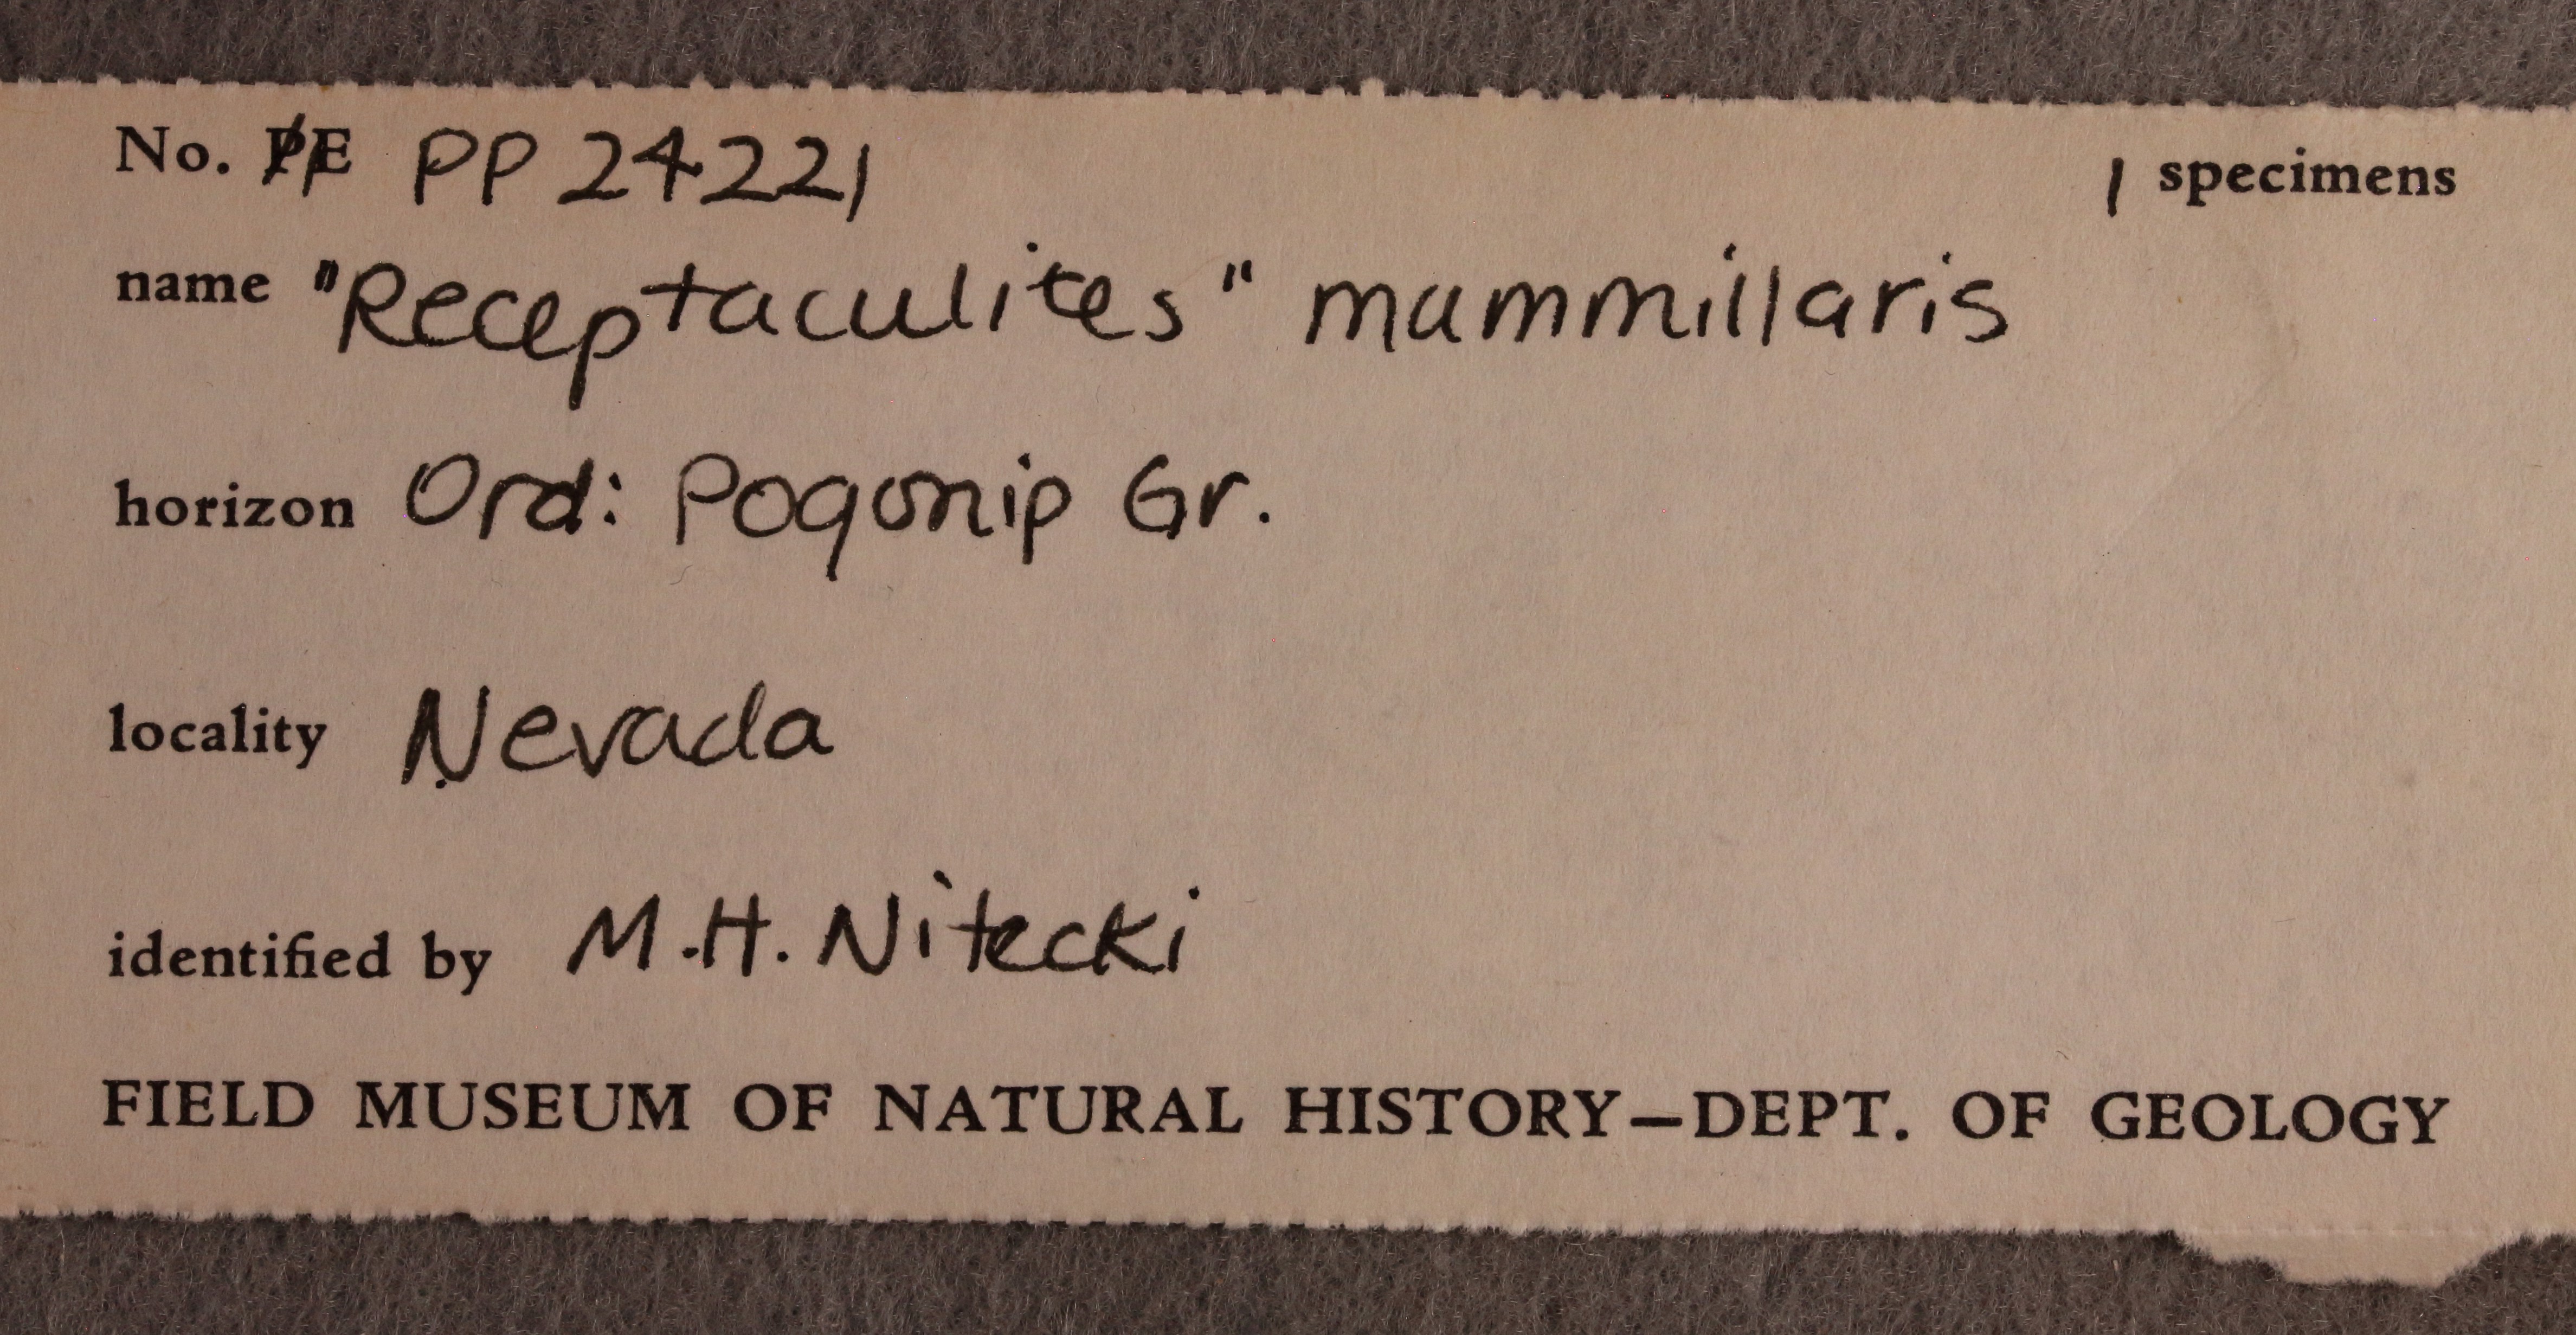 No. PE PP 24221 1 specimens
name "Receptaculites" mammillaris
horizon Ord: Pogonip Gr.
locality Nevada
identified by M.H. Nitecki
FIELD MUSEUM OF NATURAL HISTORY—DEPT. OF GEOLOGY